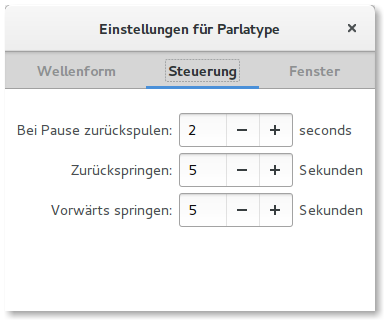 Einstellungen für Parlatype ×
Wellenform Steuerung Fenster
Bei Pause zurückspulen: 2 − + seconds
Zurückspringen: 5 − + Sekunden
Vorwärts springen: 5 − + Sekunden